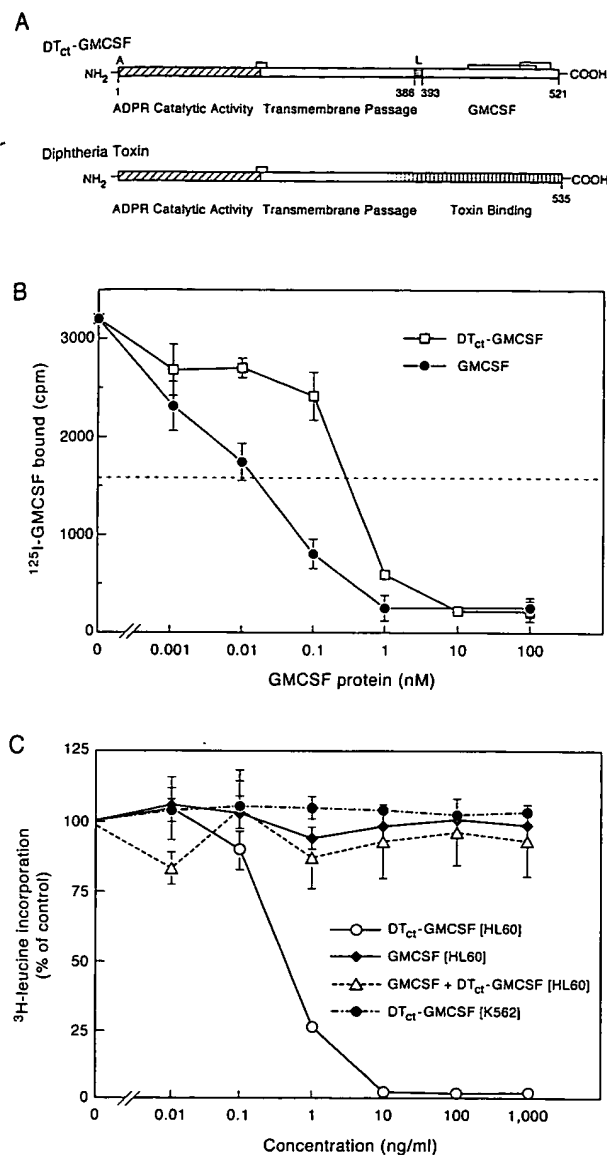 A
DTct-GMCSF
A
L
NH2
COOH
1
388 393
521
ADPR Catalytic Activity Transmembrane Passage GMCSF
Diphtheria Toxin
NH2
COOH
535
ADPR Catalytic Activity Transmembrane Passage Toxin Binding
B
125I-GMCSF bound (cpm)
3000
2000
1000
0
DTct-GMCSF
GMCSF
0 0.001 0.01 0.1 1 10 100
GMCSF protein (nM)
C
3H-leucine incorporation
(% of control)
125
100
75
50
25
0
DTct-GMCSF [HL60]
GMCSF [HL60]
GMCSF + DTct-GMCSF [HL60]
DTct-GMCSF [K562]
0 0.01 0.1 1 10 100 1,000
Concentration (ng/ml)